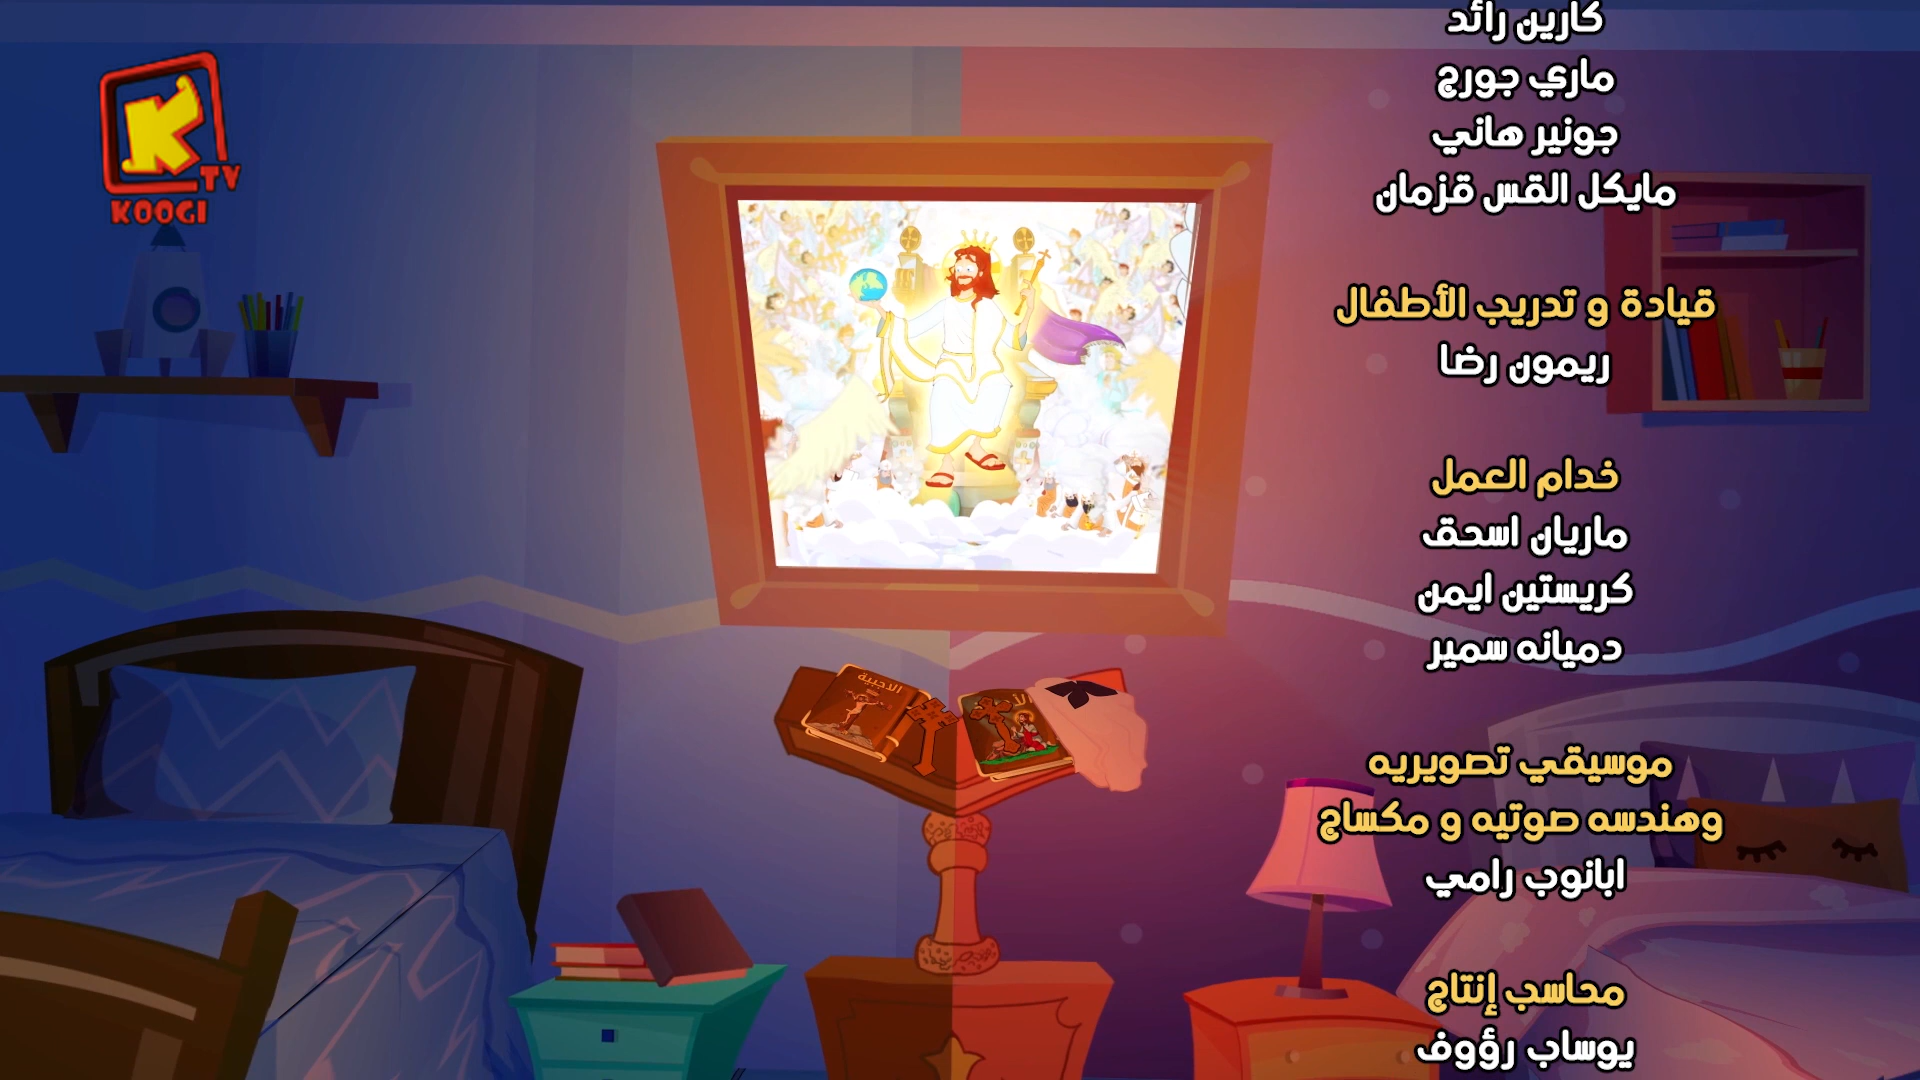 K
TV
KOOGI
كارين رائد
ماري جورج
جونير هاني
مايكل القس قزمان
قيادة و تدريب الأطفال
ريمون رضا
خدام العمل
ماريان اسحق
كريستين ايمن
دميانه سمير
الاجبية
موسيقي تصويريه
وهندسه صوتيه و مكساج
ابانوب رامي
محاسب إنتاج
يوساب رؤوف